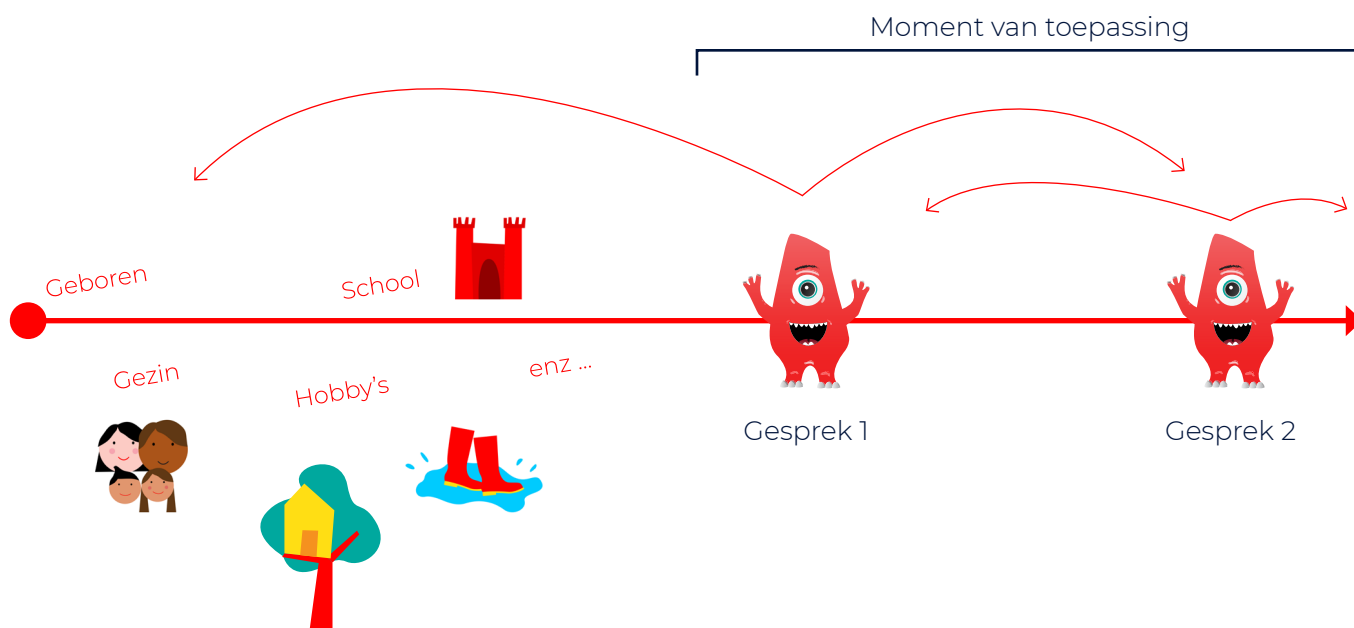 Moment van toepassing
Geboren
School
Gezin
Hobby’s
enz ...
Gesprek 1
Gesprek 2